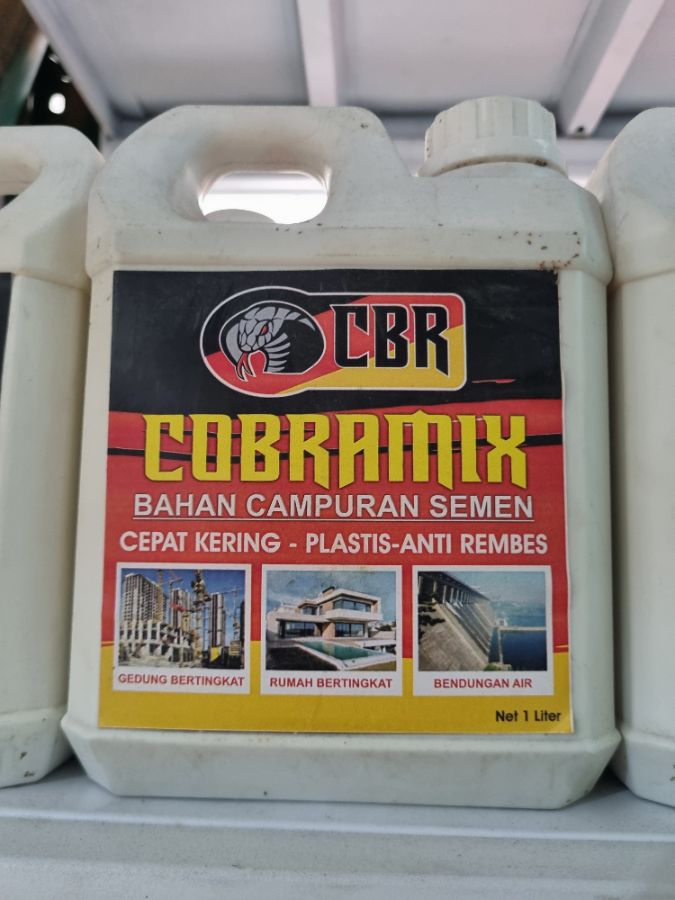 CBR
COBRAMIX
BAHAN CAMPURAN SEMEN
CEPAT KERING - PLASTIS-ANTI REMBES
GEDUNG BERTINGKAT
RUMAH BERTINGKAT
BENDUNGAN AIR
Net 1 Liter